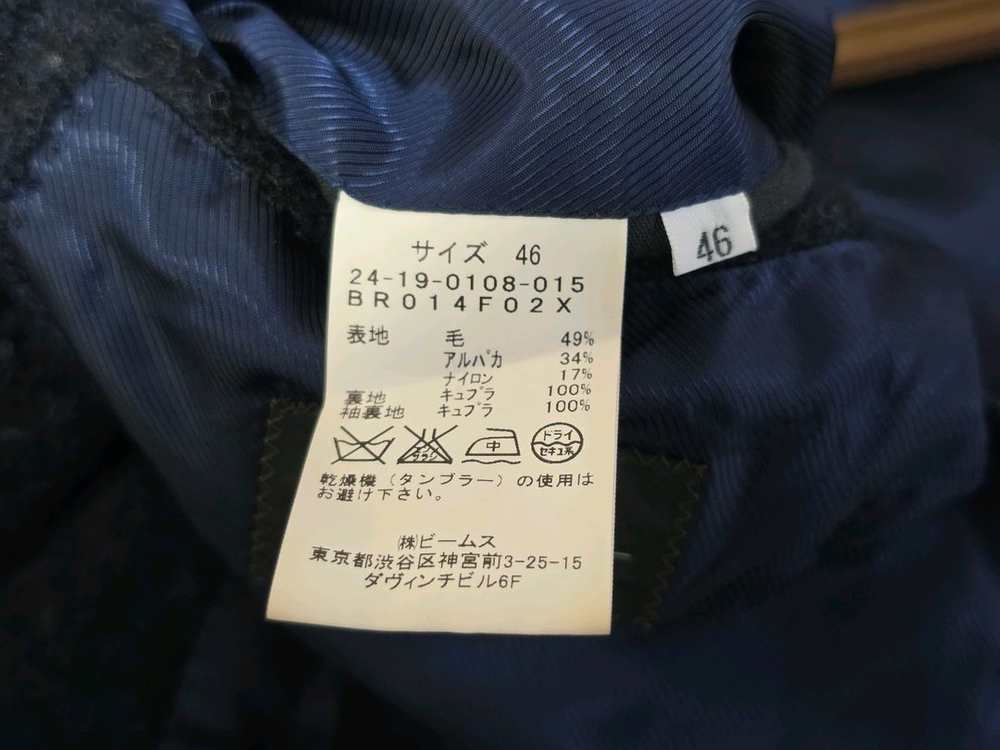 サイズ 46
24-19-0108-015
BR014F02X
表地 毛 49%
アルパカ 34%
ナイロン 17%
裏地 キュプラ 100%
袖裏地 キュプラ 100%
中 ドライ
セキユ系
乾燥機（タンブラー）の使用は
お避け下さい。
㈱ビームス
東京都渋谷区神宮前3-25-15
ダヴィンチビル6F
46